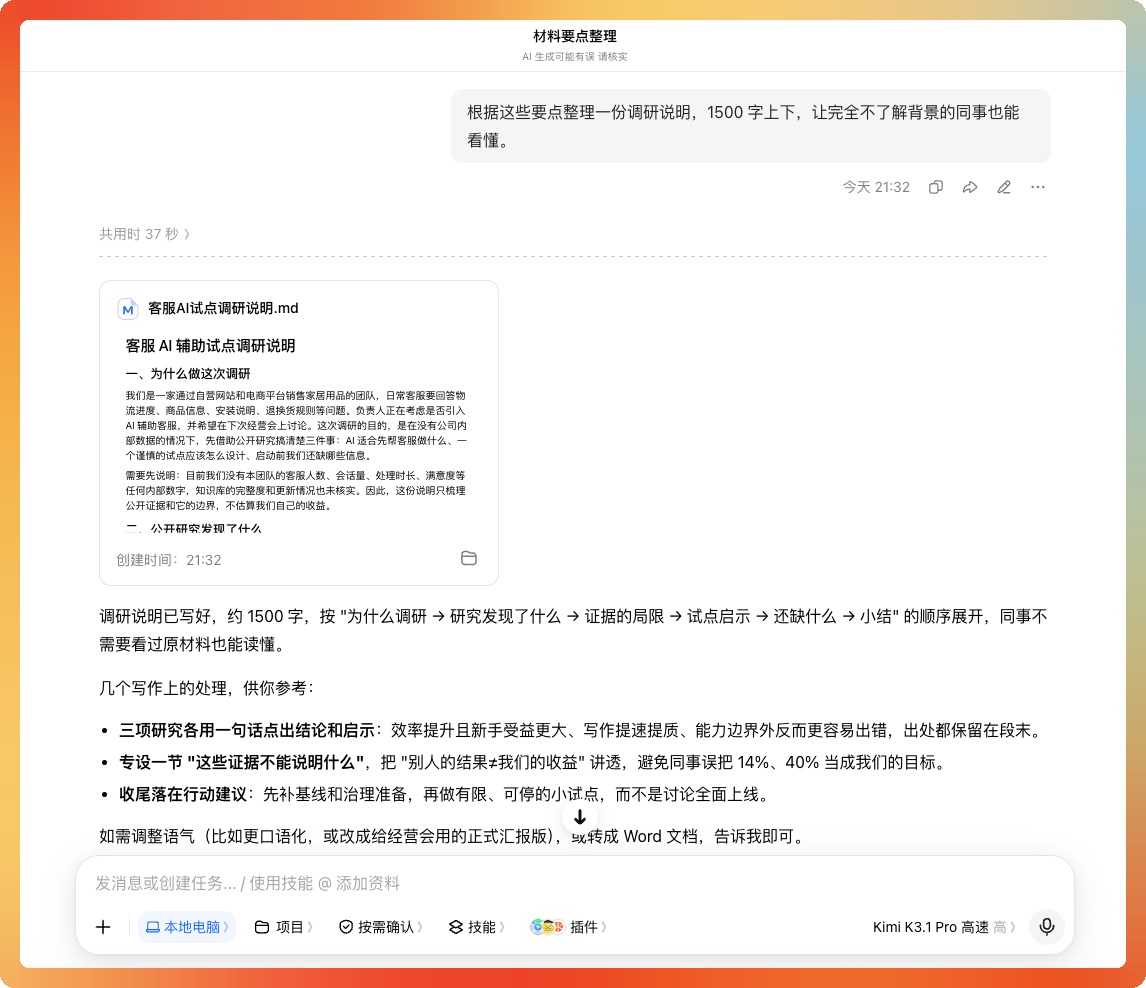 材料要点整理
AI 生成可能有误 请核实
根据这些要点整理一份调研说明，1500 字上下，让完全不了解背景的同事也能
看懂。
今天 21:32
共用时 37 秒 〉
M 客服AI试点调研说明.md
客服 AI 辅助试点调研说明
一、为什么做这次调研
我们是一家通过自营网站和电商平台销售家居用品的团队，日常客服要回答物
流进度、商品信息、安装说明、退换货规则等问题。负责人正在考虑是否引入
AI 辅助客服，并希望在下次经营会上讨论。这次调研的目的，是在没有公司内
部数据的情况下，先借助公开研究搞清楚三件事：AI 适合先帮客服做什么、一
个谨慎的试点应该怎么设计、启动前我们还缺哪些信息。
需要先说明：目前我们没有本团队的客服人数、会话量、处理时长、满意度等
任何内部数字，知识库的完整度和更新情况也未核实。因此，这份说明只梳理
公开证据和它的边界，不估算我们自己的收益。
二、公开研究发现了什么
创建时间：21:32
调研说明已写好，约 1500 字，按 "为什么调研 → 研究发现了什么 → 证据的局限 → 试点启示 → 还缺什么 → 小结" 的顺序展开，同事不
需要看过原材料也能读懂。
几个写作上的处理，供你参考：
• 三项研究各用一句话点出结论和启示：效率提升且新手受益更大、写作提速提质、能力边界外反而更容易出错，出处都保留在段末。
• 专设一节 "这些证据不能说明什么"，把 "别人的结果≠我们的收益" 讲透，避免同事误把 14%、40% 当成我们的目标。
• 收尾落在行动建议：先补基线和治理准备，再做有限、可停的小试点，而不是讨论全面上线。
如需调整语气（比如更口语化，或改成给经营会用的正式汇报版），或转成 Word 文档，告诉我即可。
发消息或创建任务... / 使用技能 @ 添加资料
本地电脑 〉 项目 〉 按需确认 〉 技能 〉 插件 〉 Kimi K3.1 Pro 高速 高 〉